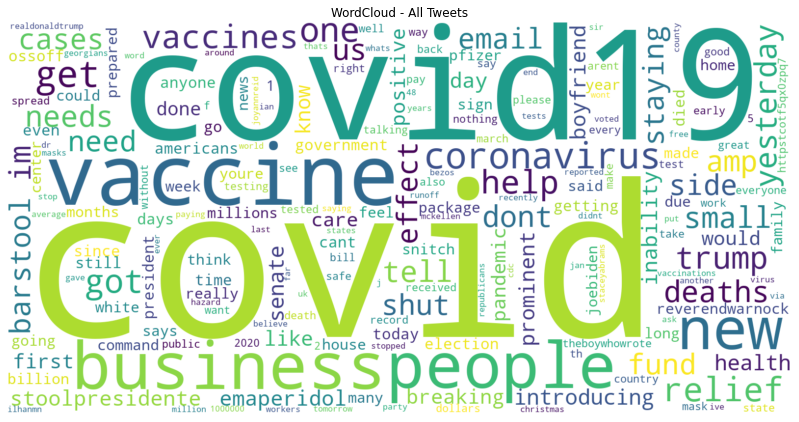 WordCloud - All Tweets
realdonaldtrump
georgians
word
around
thats
well
whats
way
back
sir
arent
county
cases
vaccines
one
us
email
pfizer
say
good
home
ossoff
prepared
covid19
positive
boyfriend
staying
yesterday
get
could
anyone
news
1
joyannreid
ian
right
know
pay
48
years
day
sign
end
please
tests
year
wont
voted
died
early
5
spread
done
f
go
talking
nothing
every
free
needs
even
need
americans
youre
government
march
coronavirus
made
great
test
amp
family
dr
masks
center
vaccine
world
testing
see
effect
bezos
reported
said
make
side
everyone
im
stop
without
week
also
runoff
help
didnt
due
work
barstool
average
months
paying
millions
saying
tested
care
feel
package
mckellen
recently
getting
dont
inability
small
put
take
since
days
last
states
cant
snitch
pandemic
prominent
would
vaccinations
another
still
got
gave
covid
think
bill
tell
cdc
joebiden
jan
staceyabrams
trump
virus
white
president
ever
time
hazard
senate
far
safe
uk
j
received
republicans
deaths
via
really
want
death
record
shut
reverendwarnock
going
says
command
public
2020
believe
stopped
today
long
ask
new
first
business
like
2
house
people
election
theboywhowrote
th
fund
health
billion
country
relief
stoolpresidente
emaperidol
many
breaking
introducing
mask
ive
state
ilhanmn
million
1000000
workers
tomorrow
party
dollars
christmas